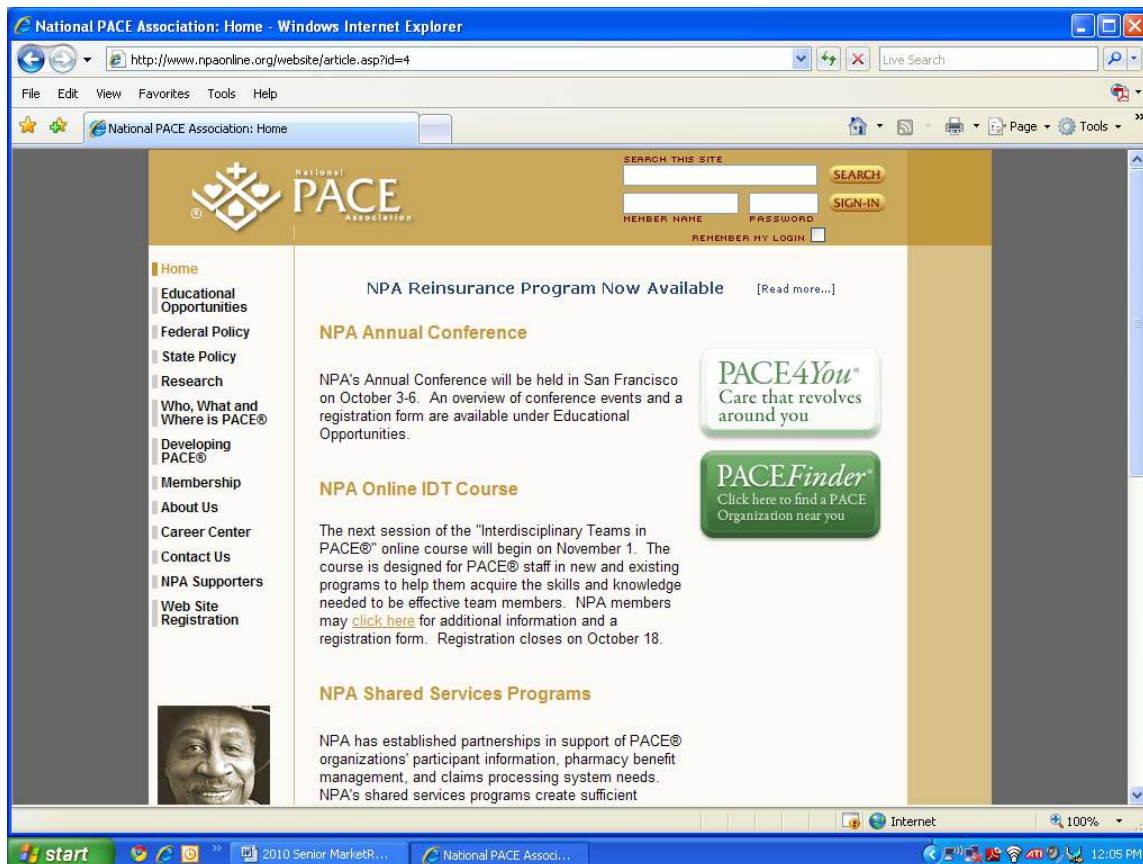 National PACE Association: Home - Windows Internet Explorer
http://www.npaonline.org/website/article.asp?id=4
Live Search
File Edit View Favorites Tools Help
National PACE Association: Home
Page Tools
National
PACE
Association
®
SEARCH THIS SITE
SEARCH
SIGN-IN
MEMBER NAME PASSWORD
REMEMBER MY LOGIN
Home
Educational
Opportunities
Federal Policy
State Policy
Research
Who, What and
Where is PACE®
Developing
PACE®
Membership
About Us
Career Center
Contact Us
NPA Supporters
Web Site
Registration
NPA Reinsurance Program Now Available [Read more...]
NPA Annual Conference
NPA's Annual Conference will be held in San Francisco
on October 3-6. An overview of conference events and a
registration form are available under Educational
Opportunities.
NPA Online IDT Course
The next session of the "Interdisciplinary Teams in
PACE®" online course will begin on November 1. The
course is designed for PACE® staff in new and existing
programs to help them acquire the skills and knowledge
needed to be effective team members. NPA members
may click here for additional information and a
registration form. Registration closes on October 18.
NPA Shared Services Programs
NPA has established partnerships in support of PACE®
organizations' participant information, pharmacy benefit
management, and claims processing system needs.
NPA's shared services programs create sufficient
PACE4You®
Care that revolves
around you
PACEFinder®
Click here to find a PACE
Organization near you
Internet
100%
start
2010 Senior MarketR...
National PACE Associ...
12:05 PM